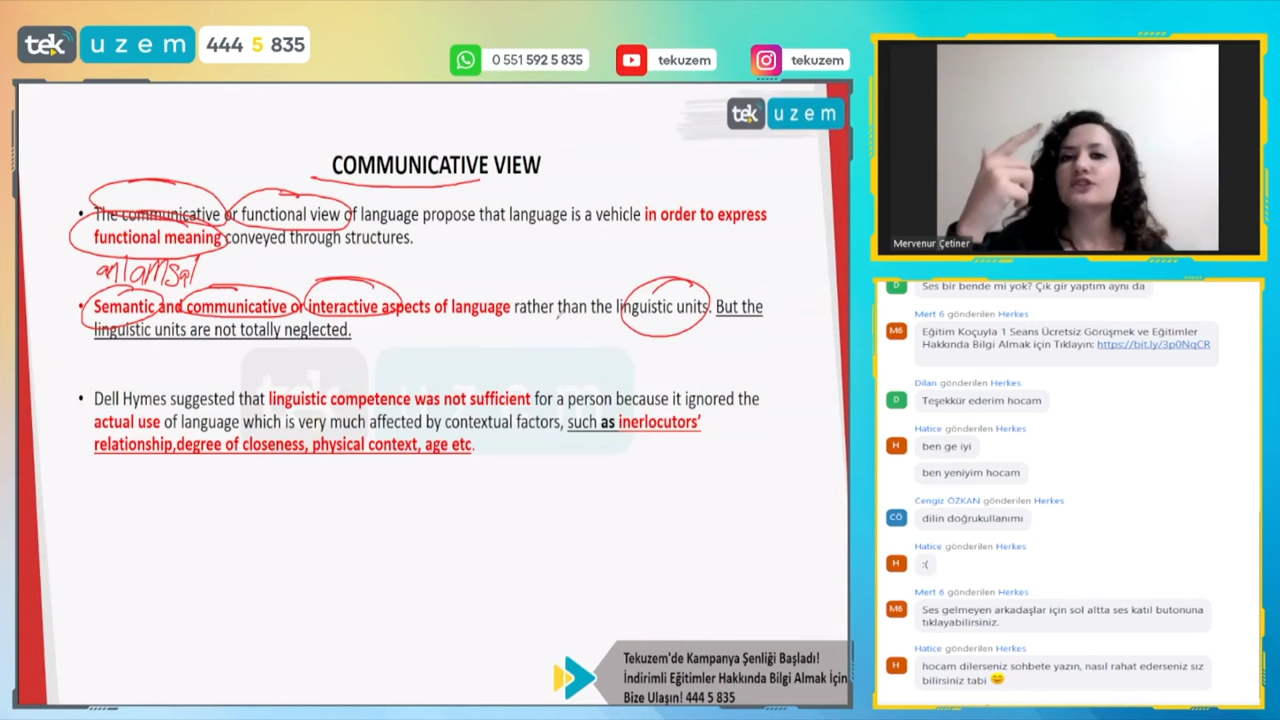 tek uzem 444 5 835
0 551 592 5 835
tekuzem
tekuzem
tek uzem
COMMUNICATIVE VIEW
• The communicative or functional view of language propose that language is a vehicle in order to express
functional meaning conveyed through structures.
anlamsal
• Semantic and communicative or interactive aspects of language rather than the linguistic units. But the
linguistic units are not totally neglected.
tek uzem
• Dell Hymes suggested that linguistic competence was not sufficient for a person because it ignored the
actual use of language which is very much affected by contextual factors, such as inerlocutors’
relationship,degree of closeness, physical context, age etc.
Tekuzem'de Kampanya Şenliği Başladı!
İndirimli Eğitimler Hakkında Bilgi Almak İçin
Bize Ulaşın! 444 5 835
Mervenur Çetiner
D
Ses bir bende mi yok? Çık gir yaptım aynı da
Mert 6 gönderilen Herkes
M6
Eğitim Koçuyla 1 Seans Ücretsiz Görüşmek ve Eğitimler
Hakkında Bilgi Almak için Tıklayın: https://bit.ly/3p0NqCR
Dilan gönderilen Herkes
D
Teşekkür ederim hocam
Hatice gönderilen Herkes
H
ben ge iyi
ben yeniyim hocam
Cengiz ÖZKAN gönderilen Herkes
CÖ
dilin doğrukullanımı
Hatice gönderilen Herkes
H
:(
Mert 6 gönderilen Herkes
M6
Ses gelmeyen arkadaşlar için sol altta ses katıl butonuna
tıklayabilirsiniz.
Hatice gönderilen Herkes
H
hocam dilerseniz sohbete yazın, nasıl rahat ederseniz sız
bilirsiniz tabi 😊